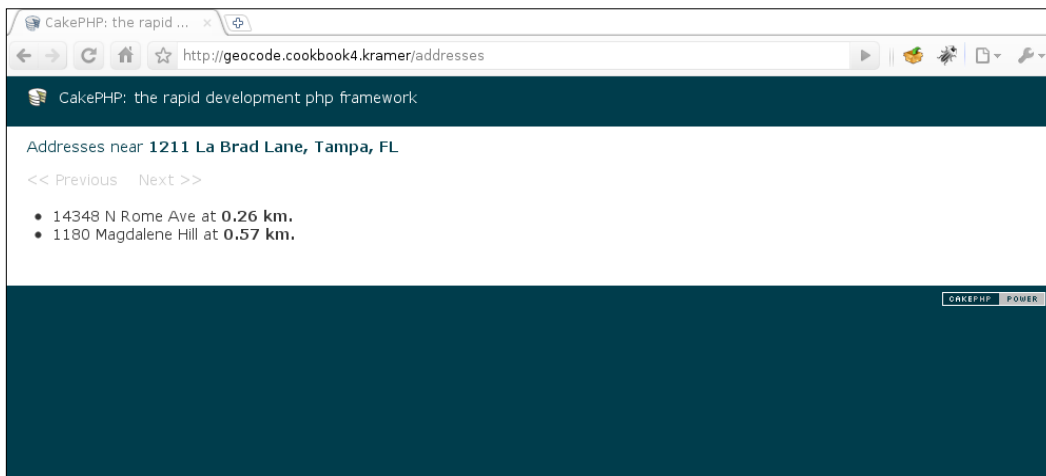 CakePHP: the rapid ...
http://geocode.cookbook4.kramer/addresses
CakePHP: the rapid development php framework
Addresses near 1211 La Brad Lane, Tampa, FL
<< Previous Next >>
• 14348 N Rome Ave at 0.26 km.
• 1180 Magdalene Hill at 0.57 km.
CAKEPHP POWER